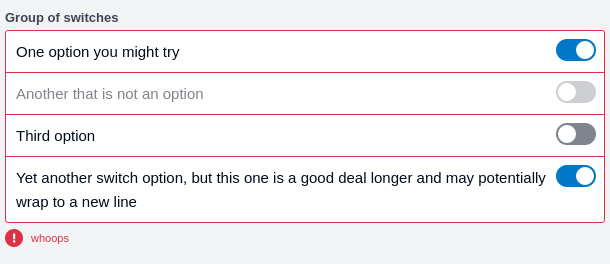 Group of switches
One option you might try
Another that is not an option
Third option
Yet another switch option, but this one is a good deal longer and may potentially
wrap to a new line
whoops